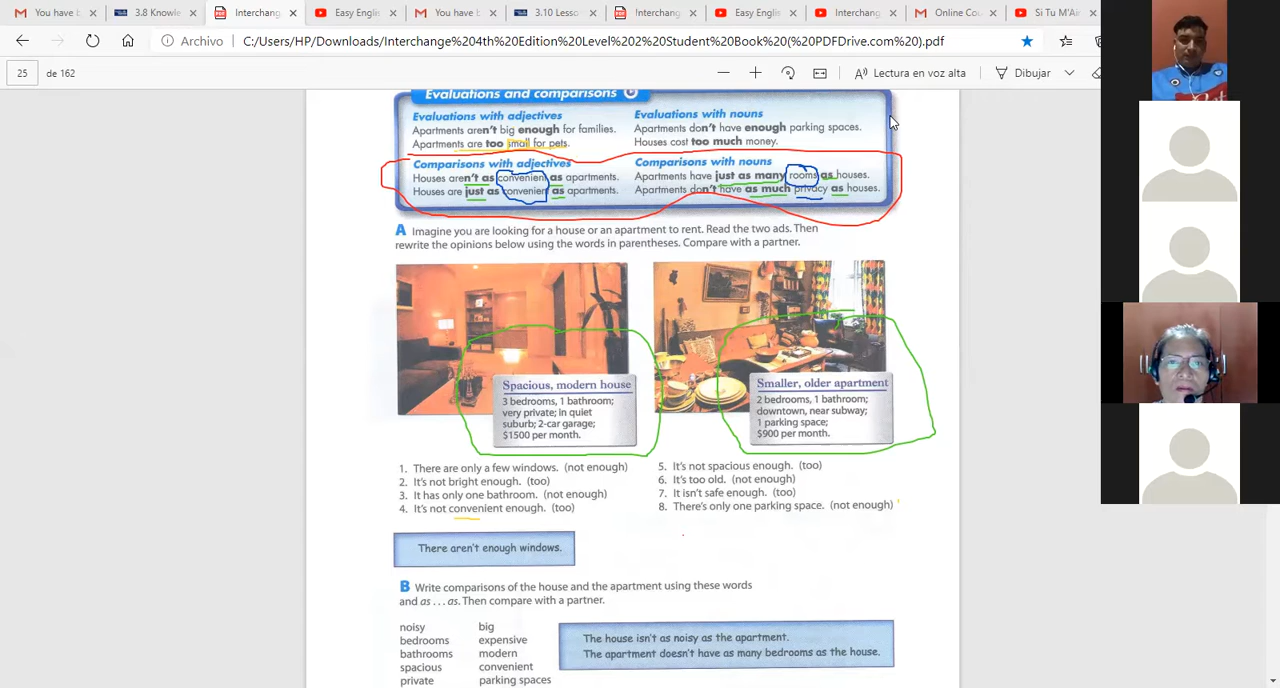 You have b
3.8 Knowle
Interchang
Easy Englis
You have b
3.10 Lesso
Interchang
Easy Englis
Interchang
Online Cou
Si Tu M'Ai
Archivo
C:/Users/HP/Downloads/Interchange%204th%20Edition%20Level%202%20Student%20Book%20(%20PDFDrive.com%20).pdf
25 de 162
Lectura en voz alta
Dibujar
Evaluations and comparisons
Evaluations with adjectives
Apartments aren't big enough for families.
Apartments are too small for pets.
Evaluations with nouns
Apartments don't have enough parking spaces.
Houses cost too much money.
Comparisons with adjectives
Houses aren't as convenient as apartments.
Houses are just as convenient as apartments.
Comparisons with nouns
Apartments have just as many rooms as houses.
Apartments don't have as much privacy as houses.
A Imagine you are looking for a house or an apartment to rent. Read the two ads. Then
rewrite the opinions below using the words in parentheses. Compare with a partner.
Spacious, modern house
3 bedrooms, 1 bathroom;
very private; in quiet
suburb; 2-car garage;
$1500 per month.
Smaller, older apartment
2 bedrooms, 1 bathroom;
downtown, near subway;
1 parking space;
$900 per month.
1. There are only a few windows. (not enough)
2. It's not bright enough. (too)
3. It has only one bathroom. (not enough)
4. It's not convenient enough. (too)
5. It's not spacious enough. (too)
6. It's too old. (not enough)
7. It isn't safe enough. (too)
8. There's only one parking space. (not enough)
There aren't enough windows.
B Write comparisons of the house and the apartment using these words
and as . . . as. Then compare with a partner.
noisy
bedrooms
bathrooms
spacious
private
big
expensive
modern
convenient
parking spaces
The house isn't as noisy as the apartment.
The apartment doesn't have as many bedrooms as the house.